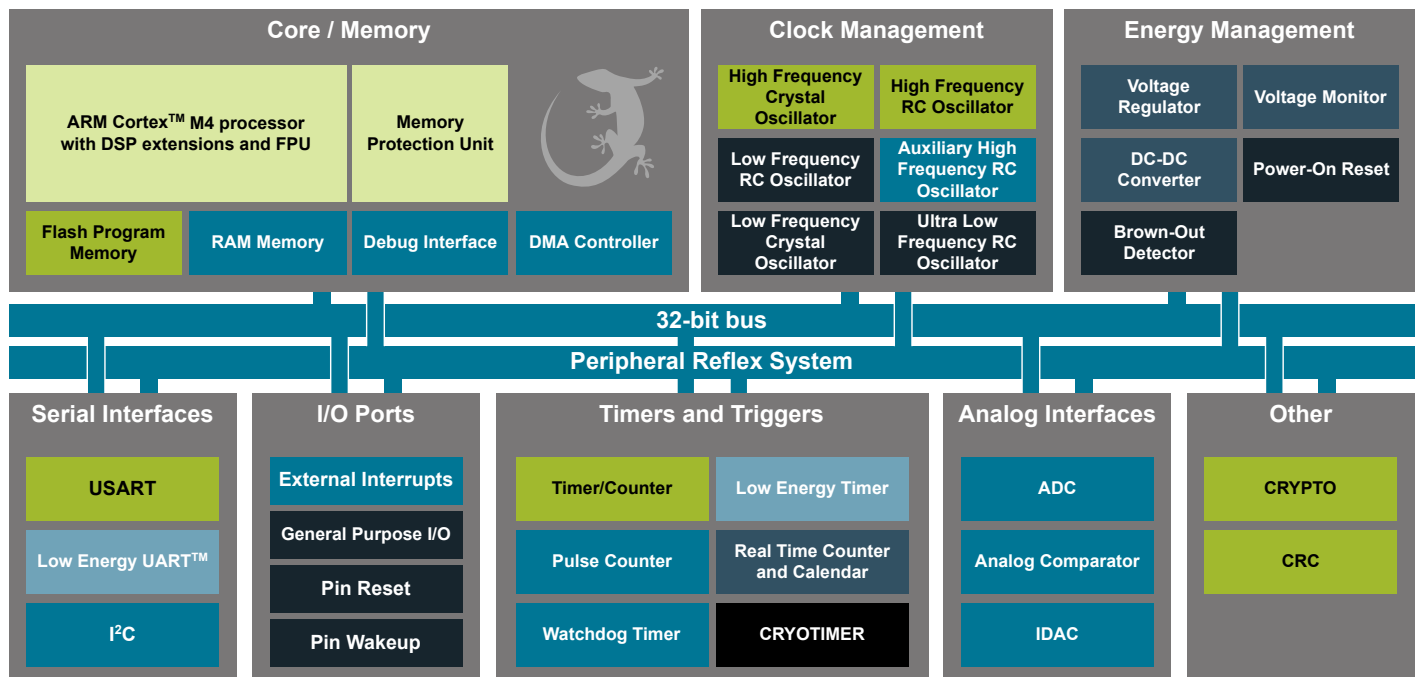 Core / Memory
ARM Cortex™ M4 processor
with DSP extensions and FPU
Memory
Protection Unit
Flash Program
Memory
RAM Memory
Debug Interface
DMA Controller
Clock Management
High Frequency
Crystal
Oscillator
High Frequency
RC Oscillator
Low Frequency
RC Oscillator
Auxiliary High
Frequency RC
Oscillator
Low Frequency
Crystal
Oscillator
Ultra Low
Frequency RC
Oscillator
Energy Management
Voltage
Regulator
Voltage Monitor
DC-DC
Converter
Power-On Reset
Brown-Out
Detector
32-bit bus
Peripheral Reflex System
Serial Interfaces
USART
Low Energy UART™
I²C
I/O Ports
External Interrupts
General Purpose I/O
Pin Reset
Pin Wakeup
Timers and Triggers
Timer/Counter
Low Energy Timer
Pulse Counter
Real Time Counter
and Calendar
Watchdog Timer
CRYOTIMER
Analog Interfaces
ADC
Analog Comparator
IDAC
Other
CRYPTO
CRC